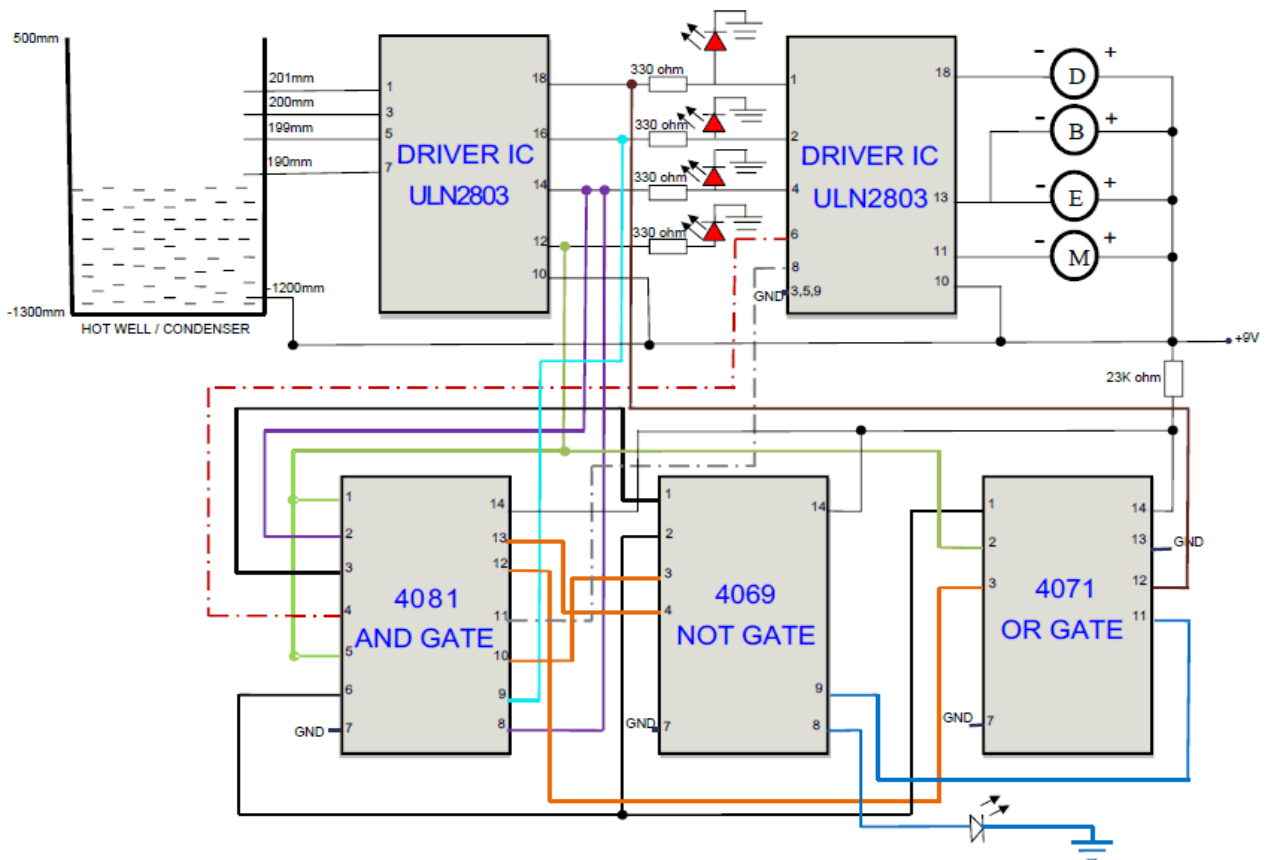 500mm
201mm
200mm
199mm
190mm
-1200mm
-1300mm
HOT WELL / CONDENSER
1
3
5
7
DRIVER IC
ULN2803
18
16
14
12
10
330 ohm
330 ohm
330 ohm
330 ohm
1
2
4
6
8
GND
3,5,9
DRIVER IC
ULN2803
18
13
11
10
- D +
- B +
- E +
- M +
+9V
23K ohm
1
2
3
4
5
6
GND
7
4081
AND GATE
14
13
12
11
10
9
8
1
2
3
4
GND
7
4069
NOT GATE
14
9
8
1
2
3
GND
7
4071
OR GATE
14
13
GND
12
11